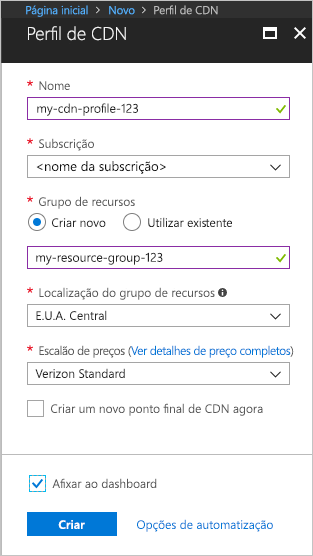 Página inicial > Novo > Perfil de CDN
Perfil de CDN
* Nome
my-cdn-profile-123
* Subscrição
<nome da subscrição>
* Grupo de recursos
Criar novo Utilizar existente
my-resource-group-123
* Localização do grupo de recursos
E.U.A. Central
* Escalão de preços (Ver detalhes de preço completos)
Verizon Standard
Criar um novo ponto final de CDN agora
Afixar ao dashboard
Criar Opções de automatização